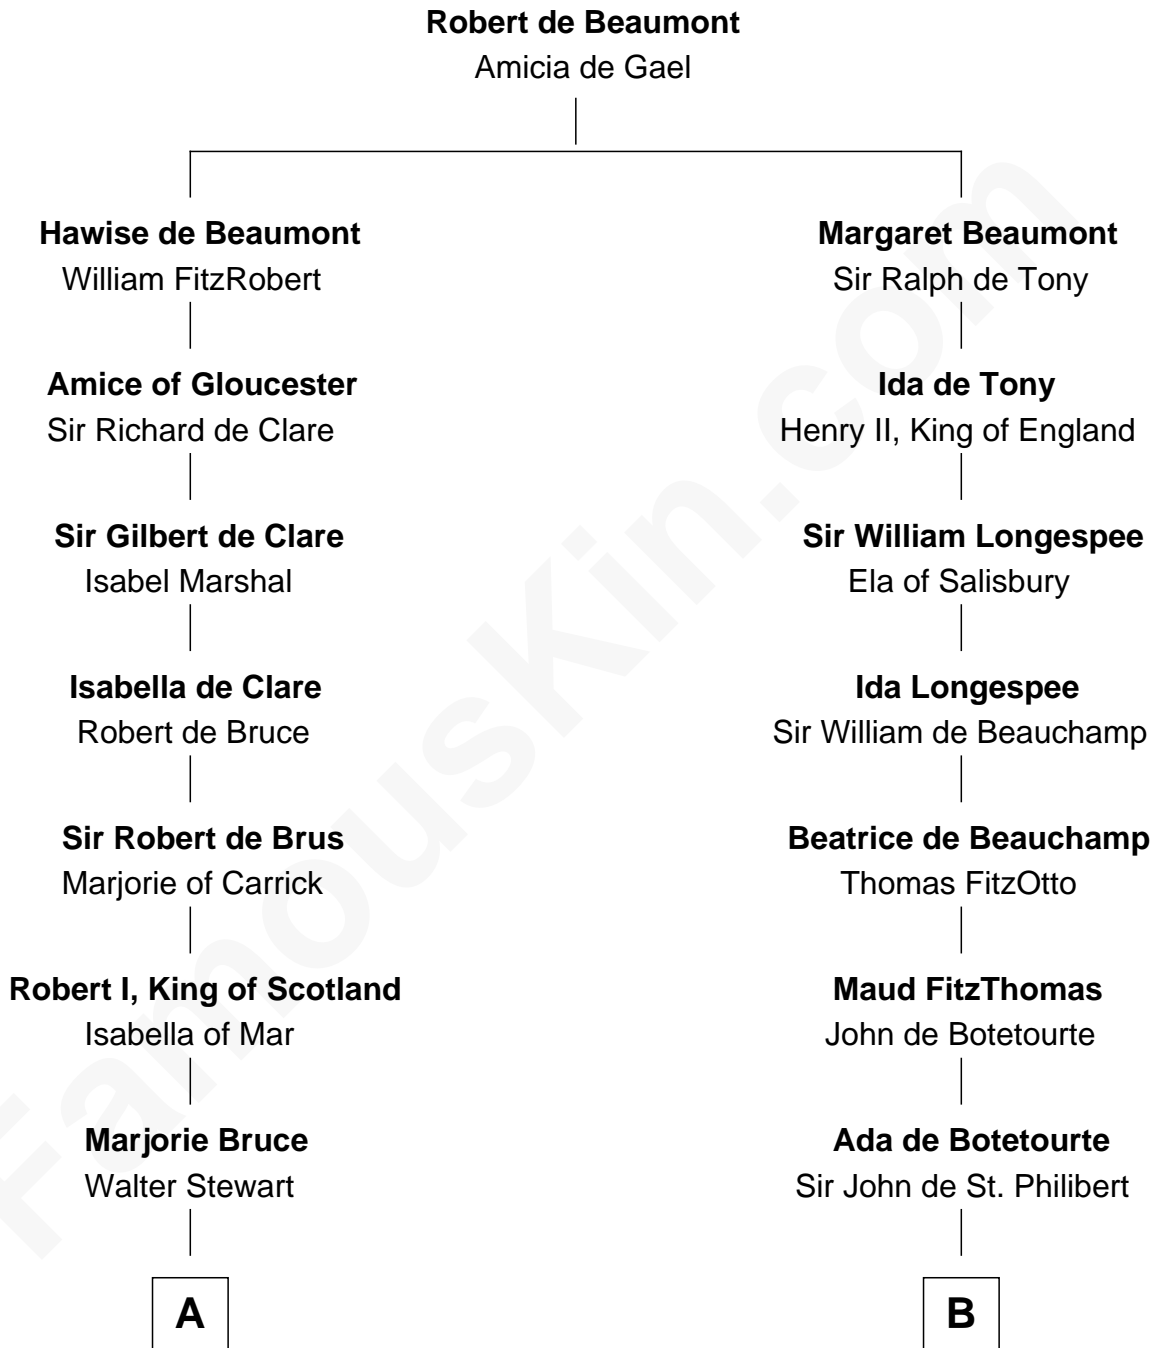 Robert de Beaumont
Amicia de Gael
Hawise de Beaumont
William FitzRobert
Margaret Beaumont
Sir Ralph de Tony
Amice of Gloucester
Sir Richard de Clare
Ida de Tony
Henry II, King of England
Sir Gilbert de Clare
Isabel Marshal
Sir William Longespee
Ela of Salisbury
Isabella de Clare
Robert de Bruce
Ida Longespee
Sir William de Beauchamp
Sir Robert de Brus
Marjorie of Carrick
Beatrice de Beauchamp
Thomas FitzOtto
Robert I, King of Scotland
Isabella of Mar
Maud FitzThomas
John de Botetourte
Marjorie Bruce
Walter Stewart
Ada de Botetourte
Sir John de St. Philibert
A
B
FamousKin.com